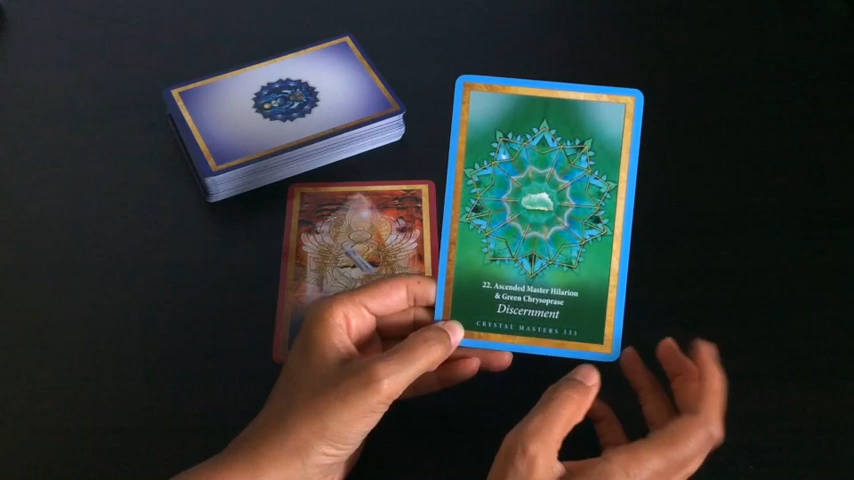 22. Ascended Master Hilarion
& Green Chrysoprase
Discernment
CRYSTAL MASTERS 333